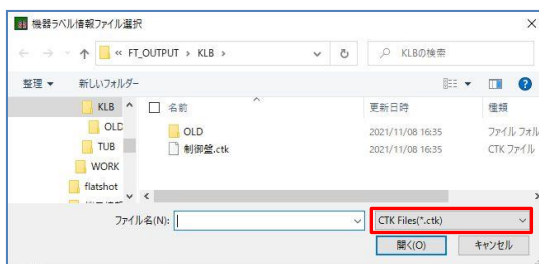 機器ラベル情報ファイル選択
« FT_OUTPUT › KLB ›
KLBの検索
整理 新しいフォルダー
KLB
OLD
TUB
WORK
flatshot
名前 更新日時 種類
OLD 2021/11/08 16:35 ファイル フォル
制御盤.ctk 2021/11/08 16:35 CTK ファイル
ファイル名(N):
CTK Files(*.ctk)
開く(O) キャンセル